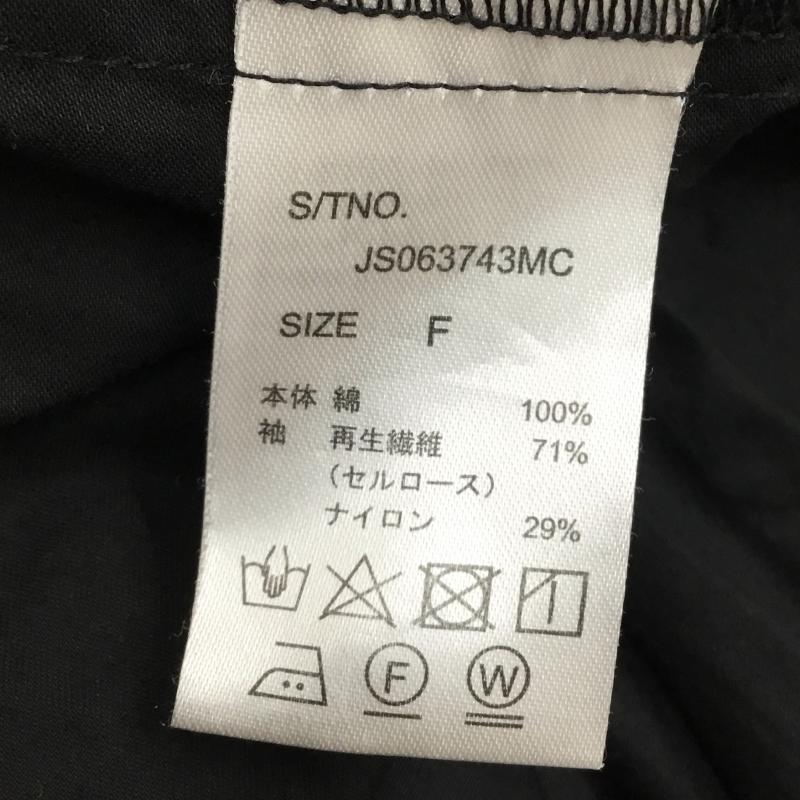 S/TNO.
JS063743MC
SIZE F
本体 綿 100%
袖 再生繊維 71%
(セルロース)
ナイロン 29%
F W